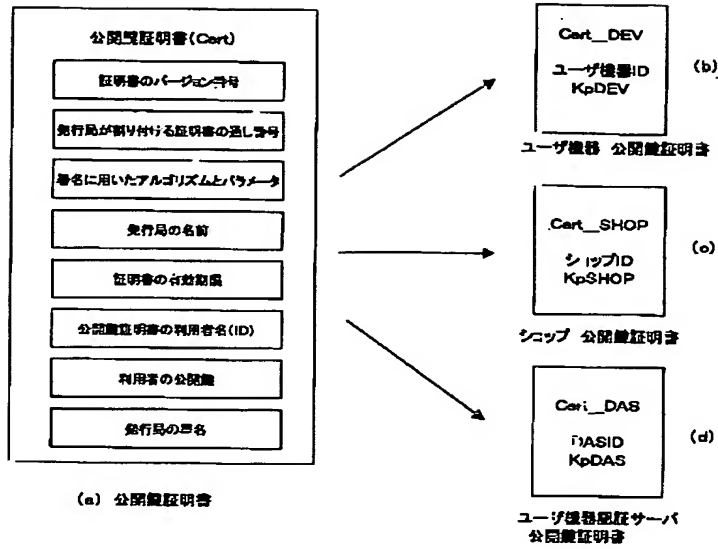 公開鍵証明書(Cert)
証明書のバージョン番号
発行局が割り付ける証明書の通し番号
署名に用いたアルゴリズムとパラメータ
発行局の名前
証明書の有効期限
公開鍵証明書の利用者名(ID)
利用者の公開鍵
発行局の署名
(a) 公開鍵証明書
Cert_DEV
ユーザ機器ID
KpDEV
(b)
ユーザ機器 公開鍵証明書
Cert_SHOP
ショップID
KpSHOP
(c)
ショップ 公開鍵証明書
Cert_DAS
DASID
KpDAS
(d)
ユーザ機器認証サーバ
公開鍵証明書